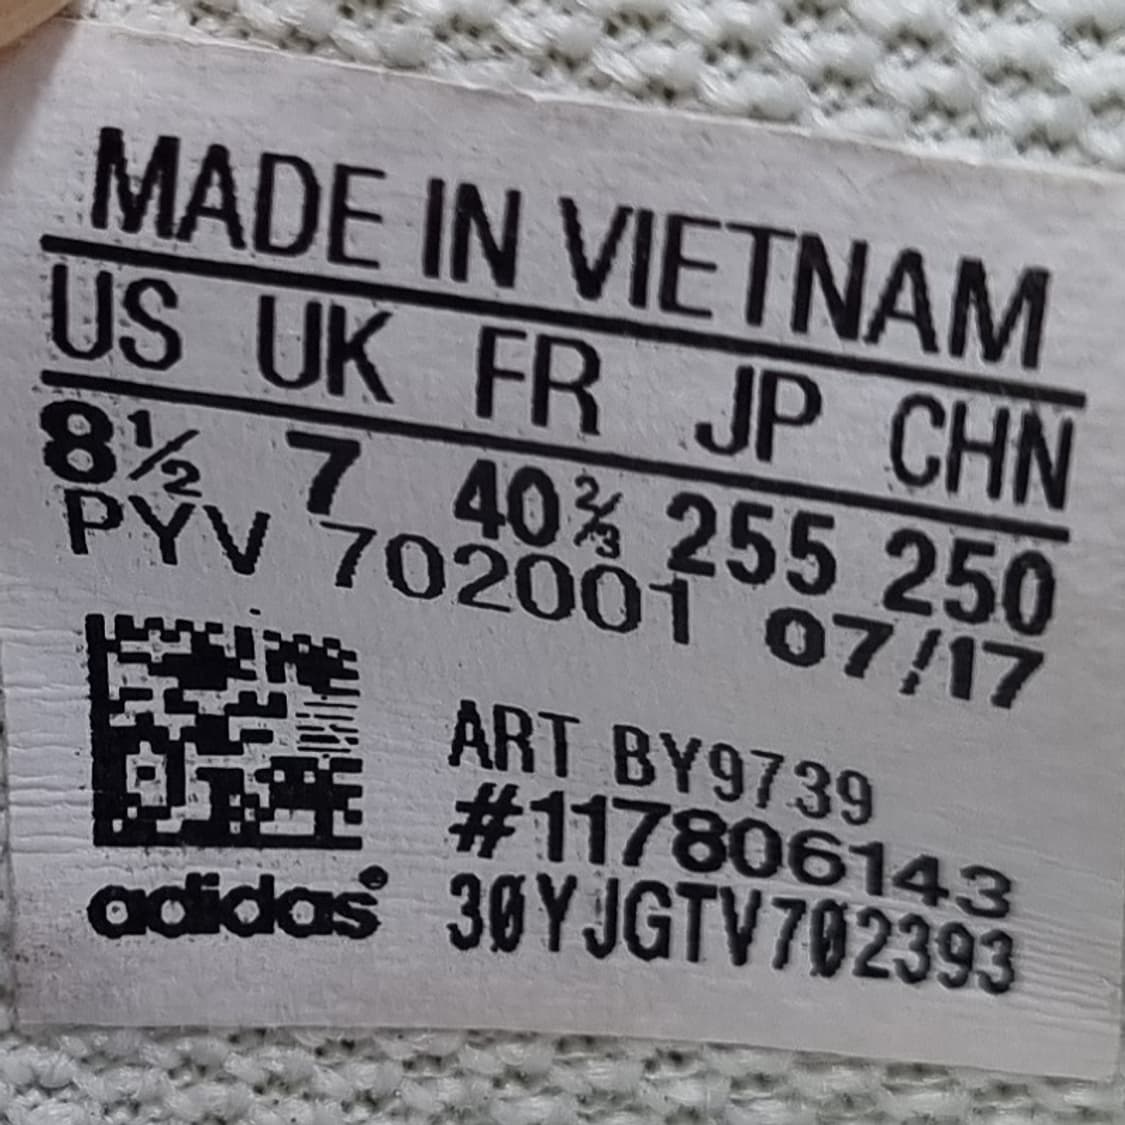 MADE IN VIETNAM
US UK FR JP CHN
8½ 7 40⅔ 255 250
PYV 702001 07/17
ART BY9739
#117806143
adidas® 30YJGTV702393